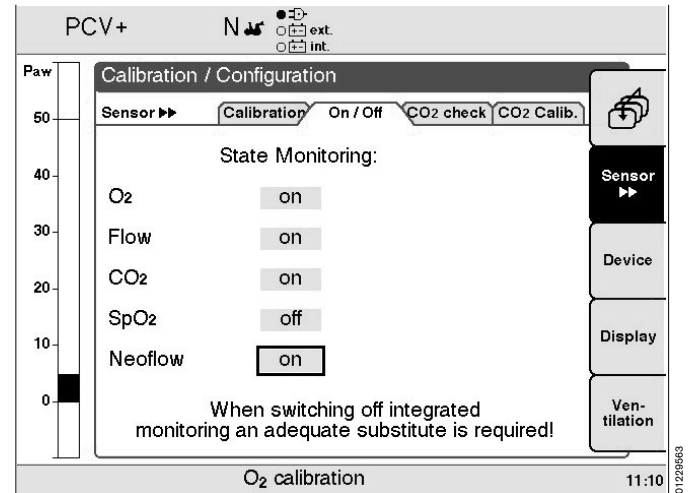 PCV+ N ext.
int.
Paw
50
40
30
20
10
0
Calibration / Configuration
Sensor ▶▶ Calibration On / Off CO2 check CO2 Calib.
State Monitoring:
O2 on
Flow on
CO2 on
SpO2 off
Neoflow on
When switching off integrated
monitoring an adequate substitute is required!
Sensor
▶▶
Device
Display
Ven-
tilation
O2 calibration 11:10
01229563